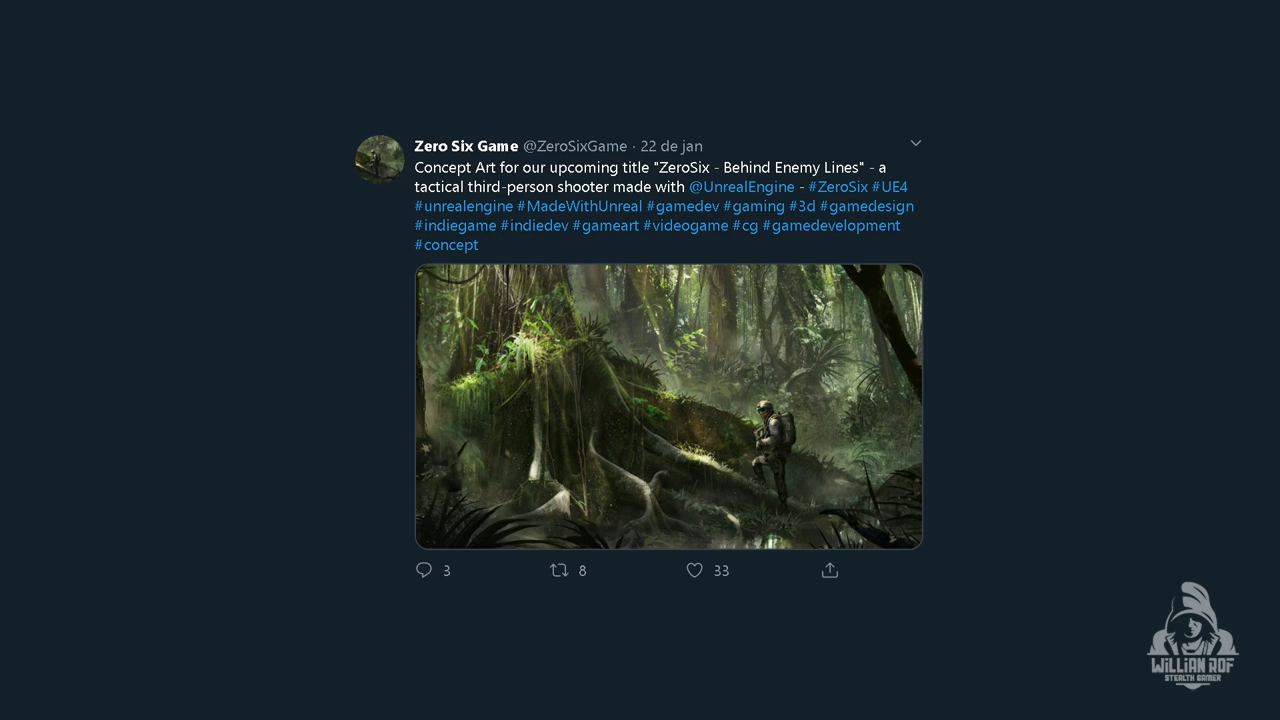 Zero Six Game @ZeroSixGame · 22 de jan
Concept Art for our upcoming title "ZeroSix - Behind Enemy Lines" - a
tactical third-person shooter made with @UnrealEngine - #ZeroSix #UE4
#unrealengine #MadeWithUnreal #gamedev #gaming #3d #gamedesign
#indiegame #indiedev #gameart #videogame #cg #gamedevelopment
#concept
3 8 33
WILLIAN ROF
STEALTH GAMER